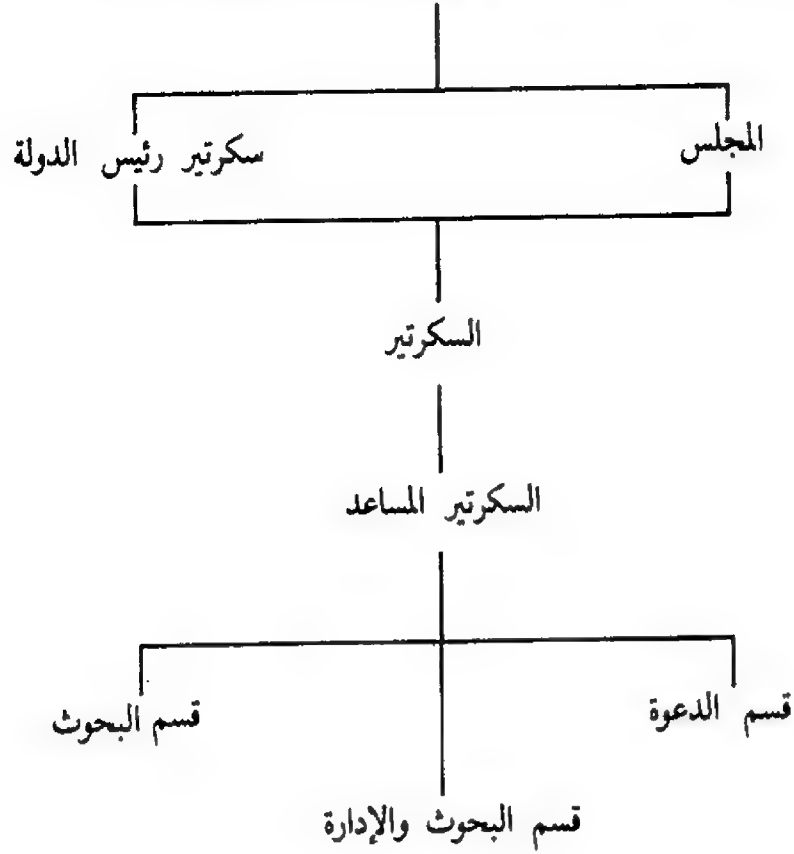 المجلس
سكرتير رئيس الدولة
السكرتير
السكرتير المساعد
قسم الدعوة
قسم البحوث
قسم البحوث والإدارة